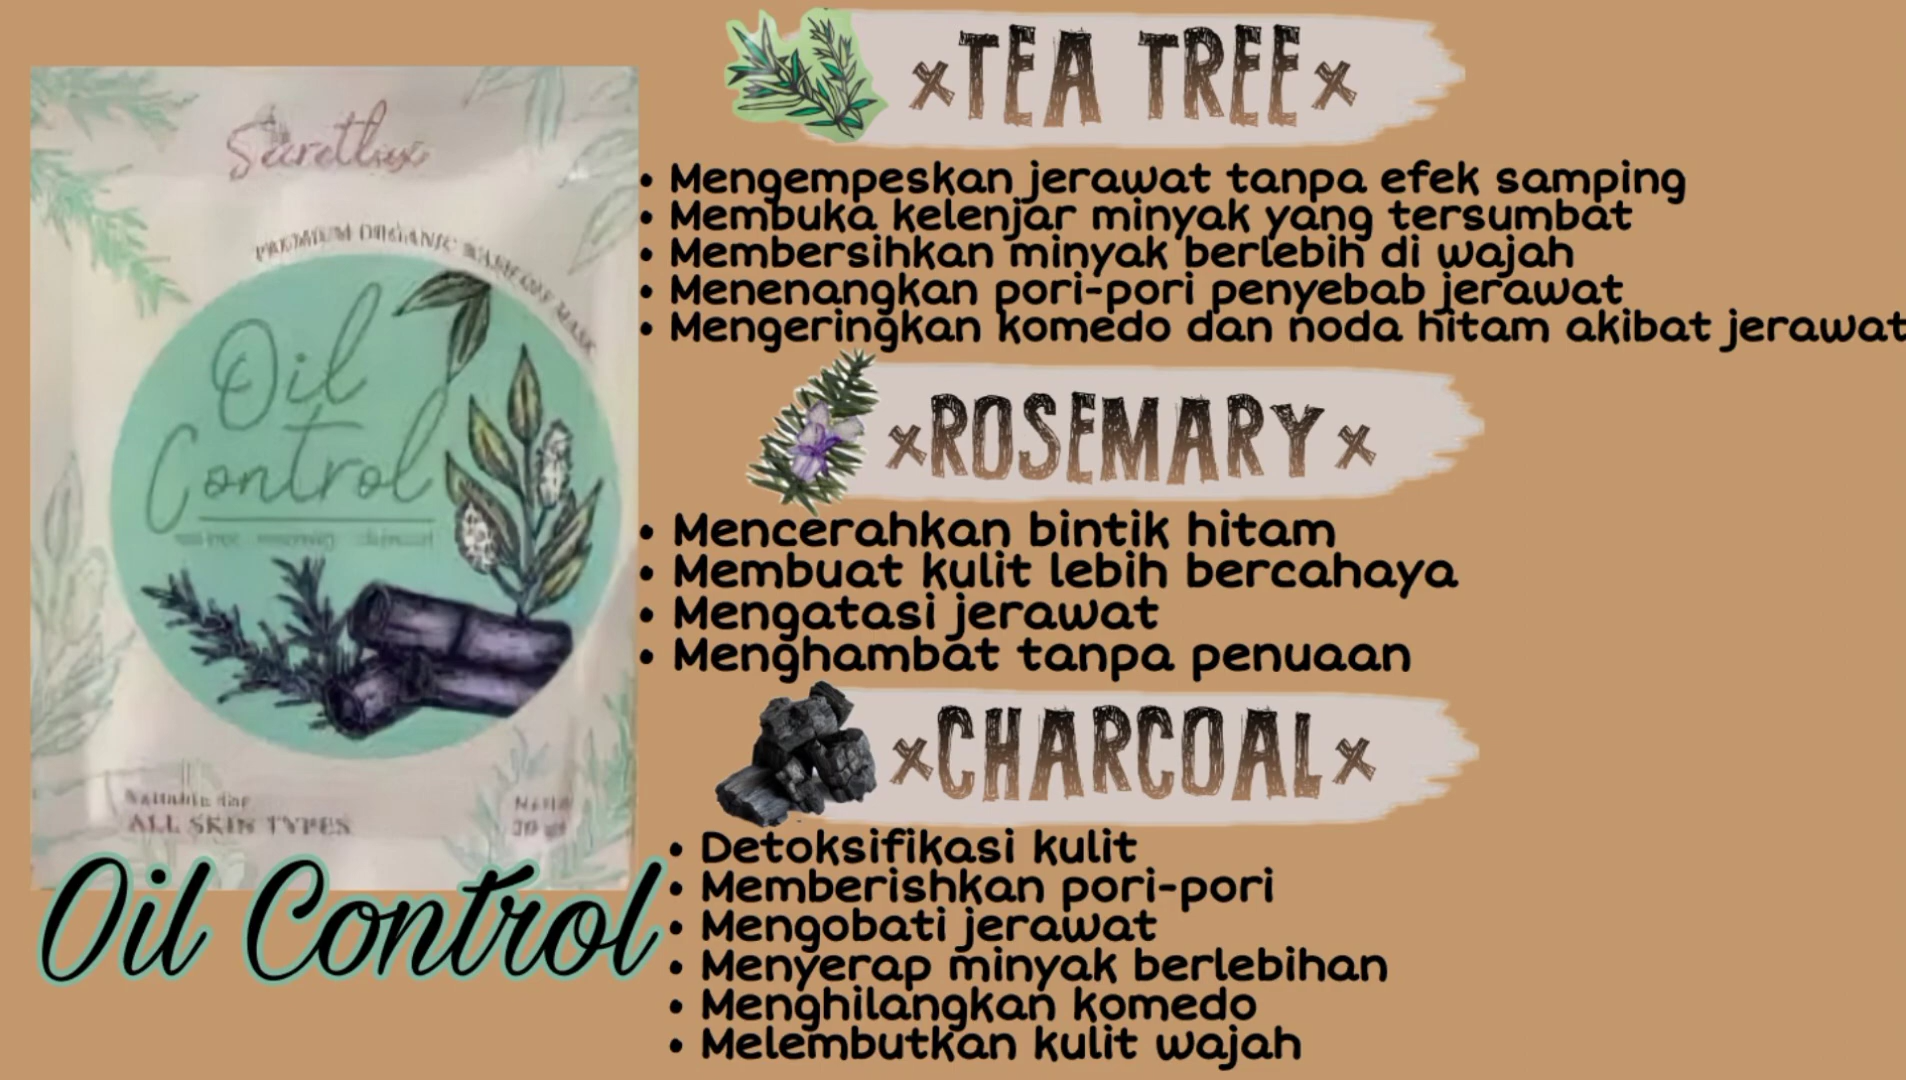 Secretlux
PREMIUM ORGANIC WASH OFF MASK
Oil
Control
Suitable for
ALL SKIN TYPES
Oil Control
×TEA TREE×
• Mengempeskan jerawat tanpa efek samping
• Membuka kelenjar minyak yang tersumbat
• Membersihkan minyak berlebih di wajah
• Menenangkan pori-pori penyebab jerawat
• Mengeringkan komedo dan noda hitam akibat jerawat
×ROSEMARY×
• Mencerahkan bintik hitam
• Membuat kulit lebih bercahaya
• Mengatasi jerawat
• Menghambat tanpa penuaan
×CHARCOAL×
• Detoksifikasi kulit
• Memberishkan pori-pori
• Mengobati jerawat
• Menyerap minyak berlebihan
• Menghilangkan komedo
• Melembutkan kulit wajah